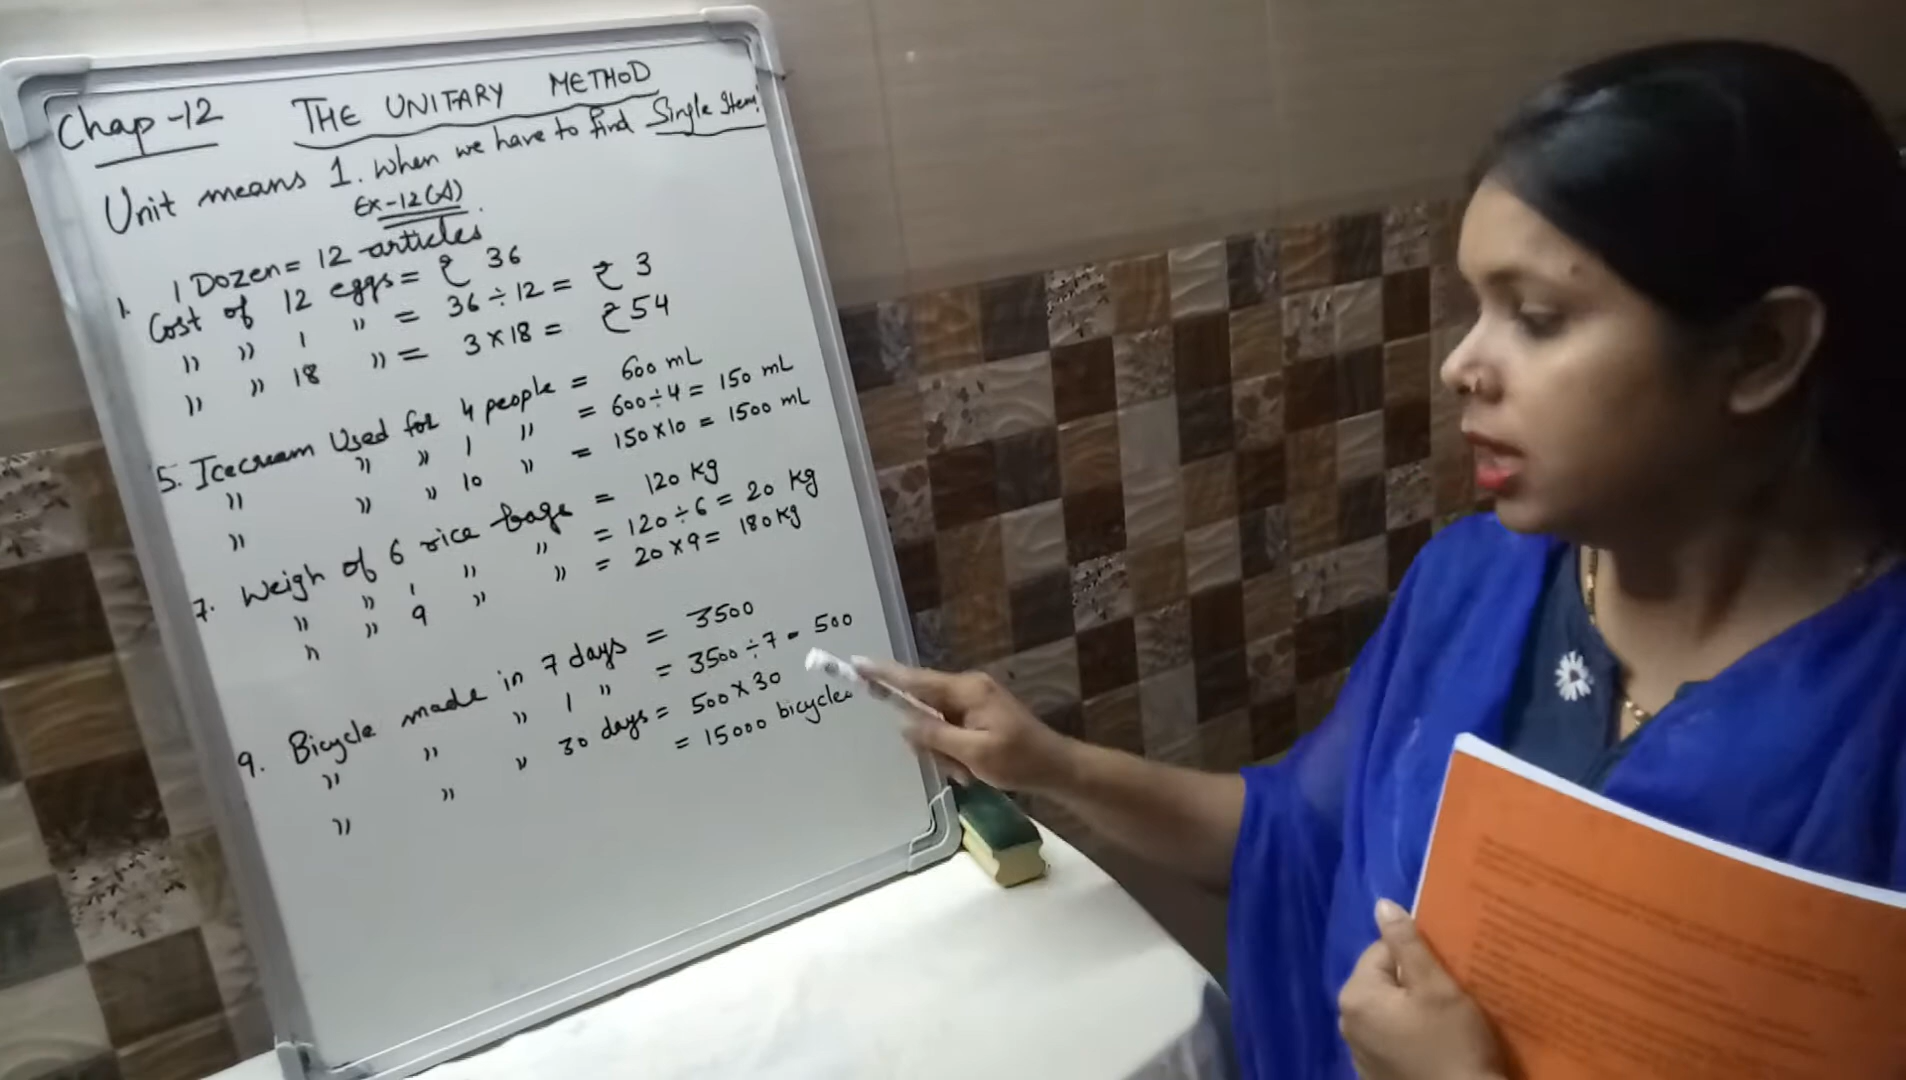 Chap-12 THE UNITARY METHOD
Unit means 1. When we have to find Single Item!
Ex-12(A)
1. 1 Dozen = 12 articles.
Cost of 12 eggs = ₹ 36
〃 〃 1 〃 = 36 ÷ 12 = ₹ 3
〃 〃 18 〃 = 3 × 18 = ₹ 54
5. Icecream Used for 4 people = 600 mL
〃 〃 〃 1 〃 = 600 ÷ 4 = 150 mL
〃 〃 〃 10 〃 = 150 × 10 = 1500 mL
7. Weigh of 6 rice bags = 120 kg
〃 〃 1 〃 〃 = 120 ÷ 6 = 20 kg
〃 〃 9 〃 〃 = 20 × 9 = 180 kg
9. Bicycle made in 7 days = 3500
〃 〃 〃 1 〃 = 3500 ÷ 7 = 500
〃 〃 〃 30 days = 500 × 30
= 15000 bicycles